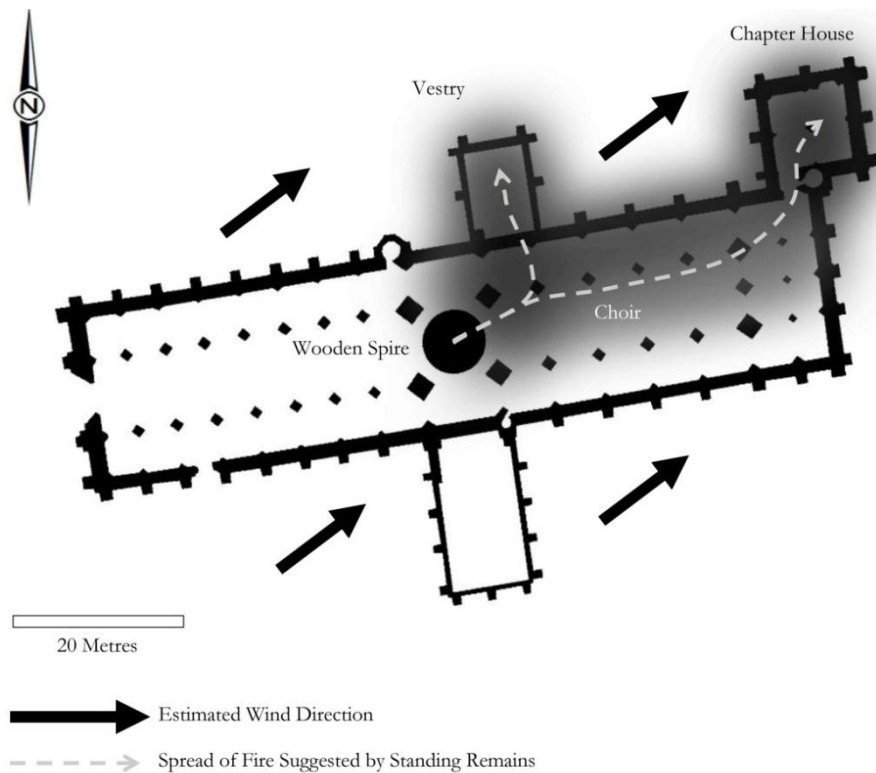 Chapter House
Vestry
N
Wooden Spire
Choir
20 Metres
Estimated Wind Direction
Spread of Fire Suggested by Standing Remains